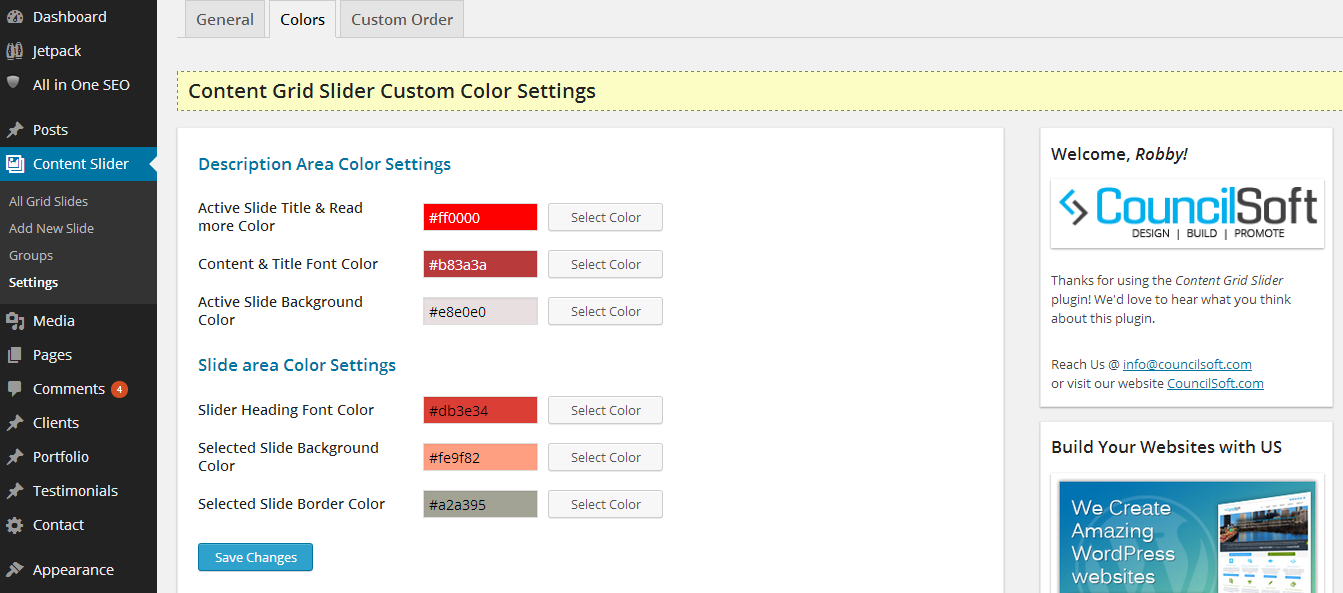 Dashboard
Jetpack
All in One SEO
Posts
Content Slider
All Grid Slides
Add New Slide
Groups
Settings
Media
Pages
Comments 4
Clients
Portfolio
Testimonials
Contact
Appearance
General Colors Custom Order
Content Grid Slider Custom Color Settings
Description Area Color Settings
Active Slide Title & Read
more Color
#ff0000 Select Color
Content & Title Font Color #b83a3a Select Color
Active Slide Background
Color
#e8e0e0 Select Color
Slide area Color Settings
Slider Heading Font Color #db3e34 Select Color
Selected Slide Background
Color
#fe9f82 Select Color
Selected Slide Border Color #a2a395 Select Color
Save Changes
Welcome, Robby!
CouncilSoft
DESIGN | BUILD | PROMOTE
Thanks for using the Content Grid Slider
plugin! We'd love to hear what you think
about this plugin.
Reach Us @ info@councilsoft.com
or visit our website CouncilSoft.com
Build Your Websites with US
We Create
Amazing
WordPress
websites